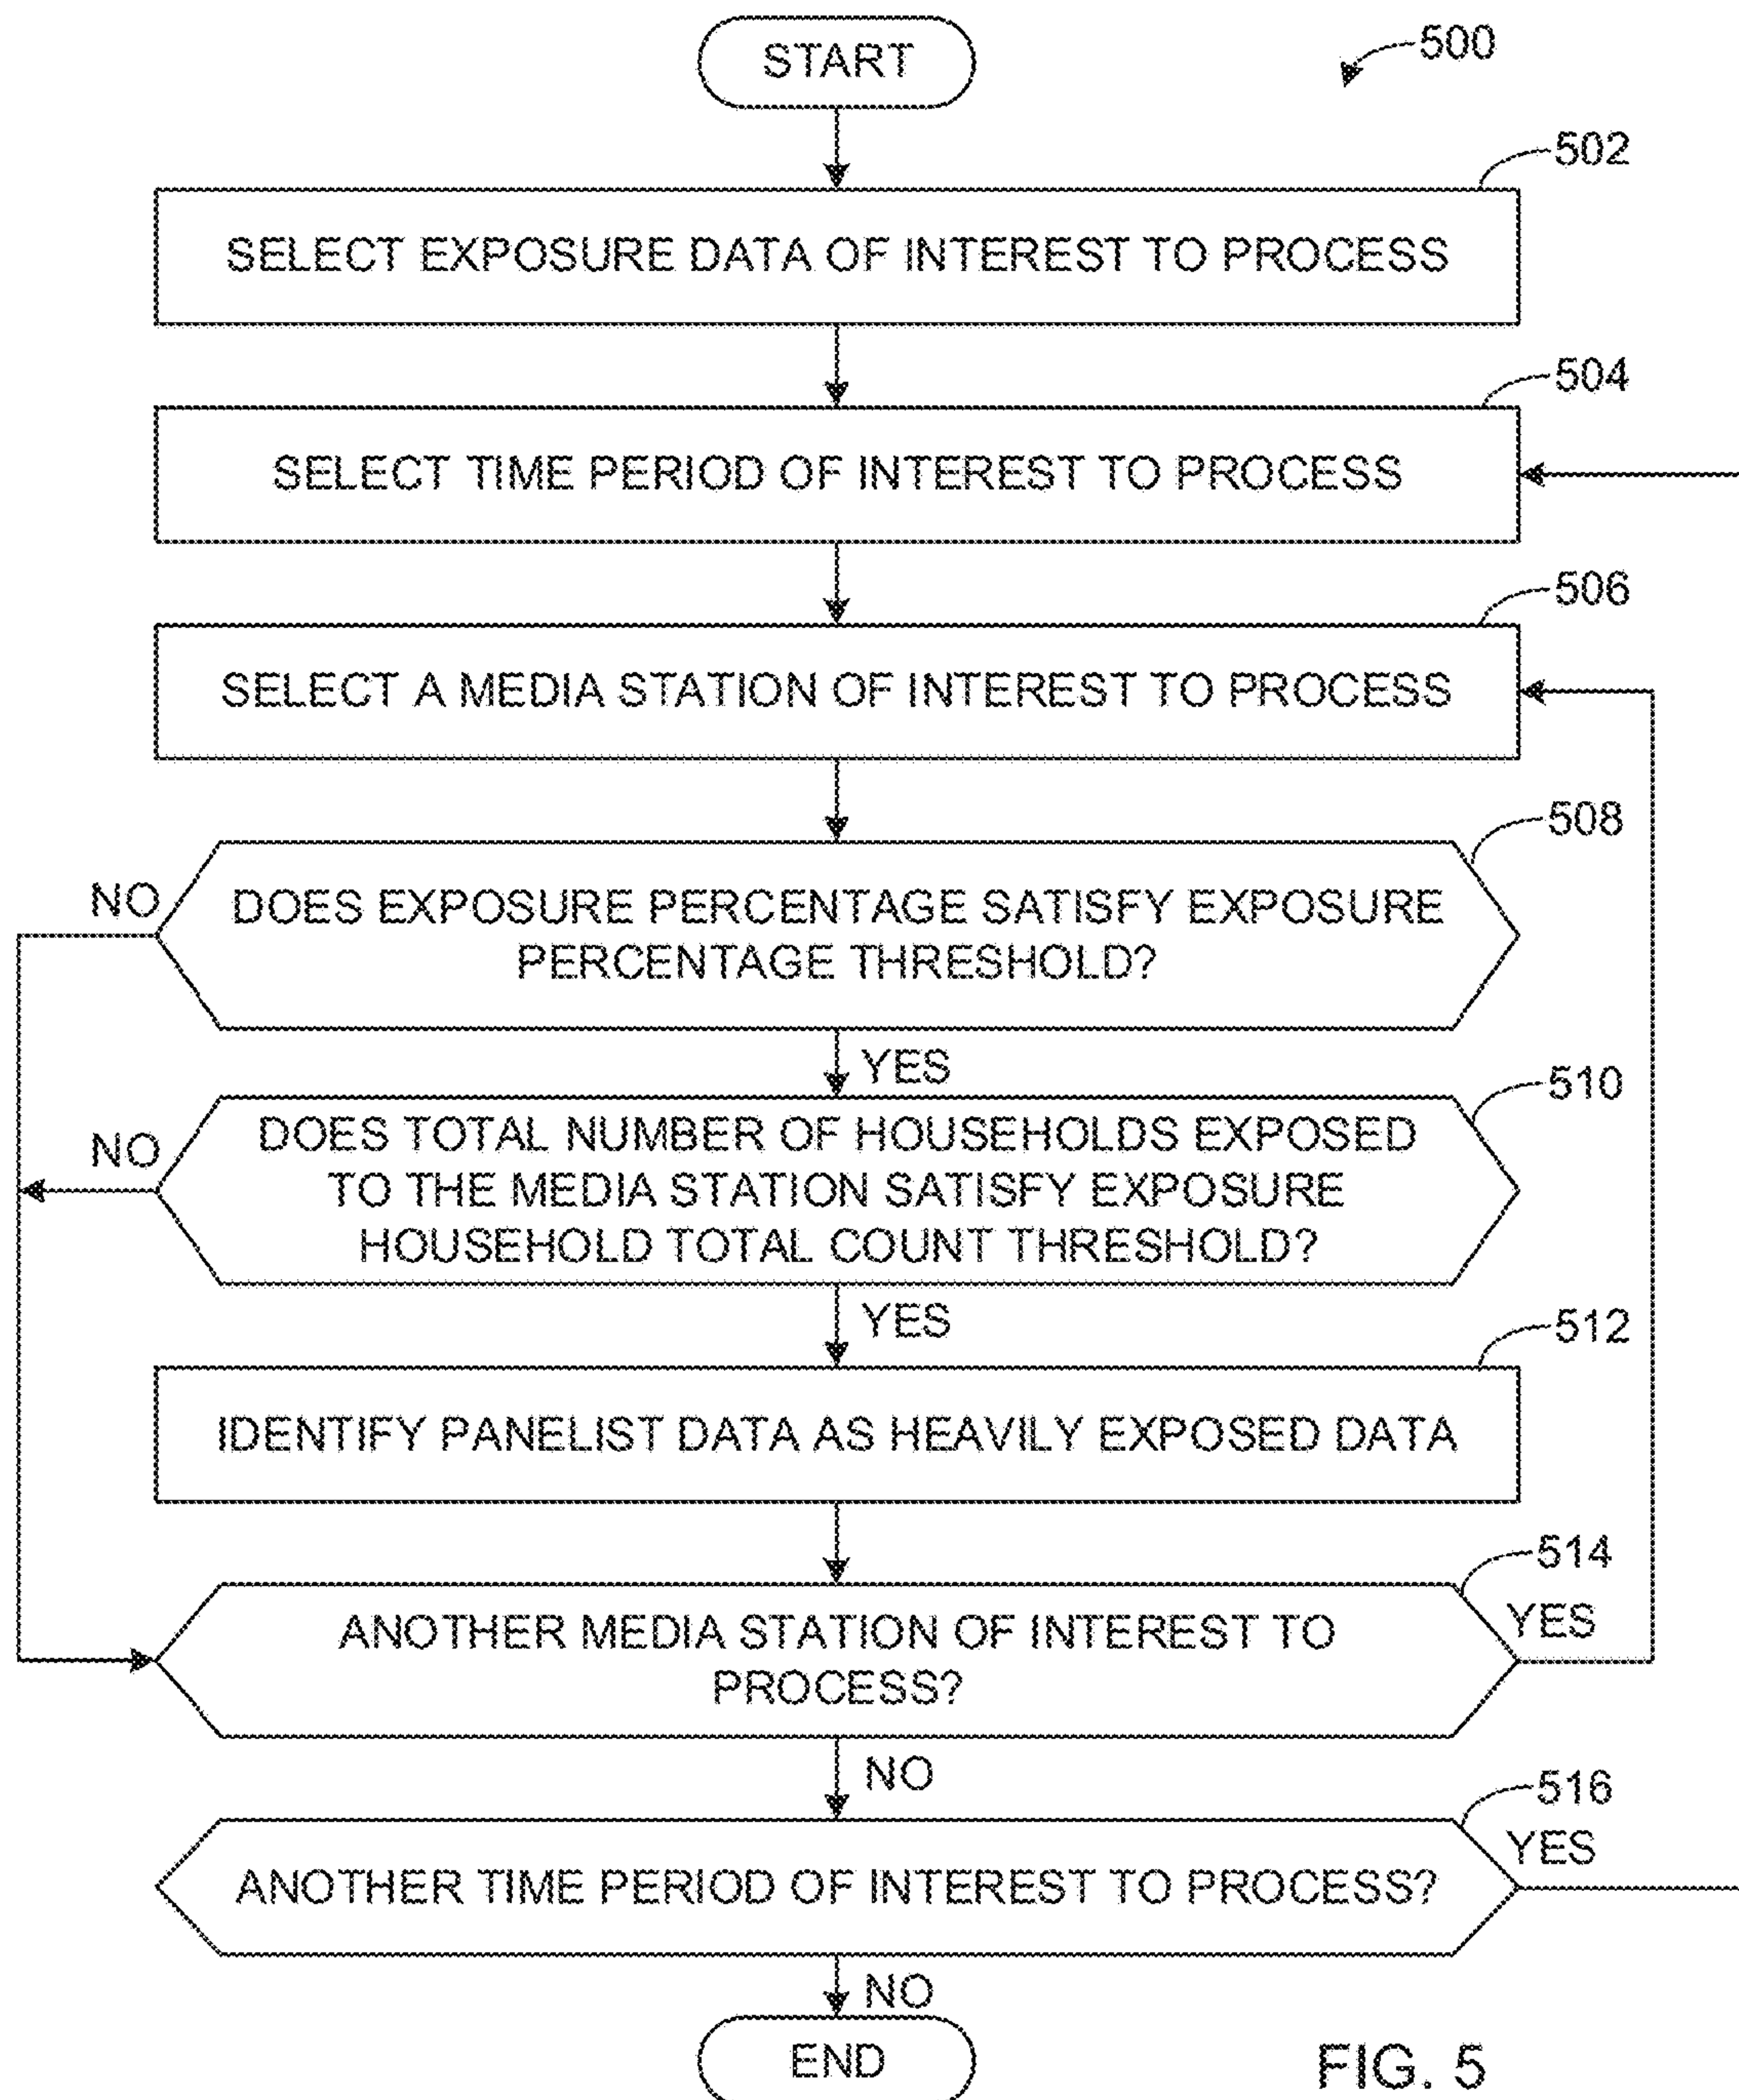 START
500
502
SELECT EXPOSURE DATA OF INTEREST TO PROCESS
504
SELECT TIME PERIOD OF INTEREST TO PROCESS
506
SELECT A MEDIA STATION OF INTEREST TO PROCESS
508
NO
DOES EXPOSURE PERCENTAGE SATISFY EXPOSURE
PERCENTAGE THRESHOLD?
YES
510
NO
DOES TOTAL NUMBER OF HOUSEHOLDS EXPOSED
TO THE MEDIA STATION SATISFY EXPOSURE
HOUSEHOLD TOTAL COUNT THRESHOLD?
YES
512
IDENTIFY PANELIST DATA AS HEAVILY EXPOSED DATA
514
YES
ANOTHER MEDIA STATION OF INTEREST TO
PROCESS?
NO
516
YES
ANOTHER TIME PERIOD OF INTEREST TO PROCESS?
NO
END
FIG. 5